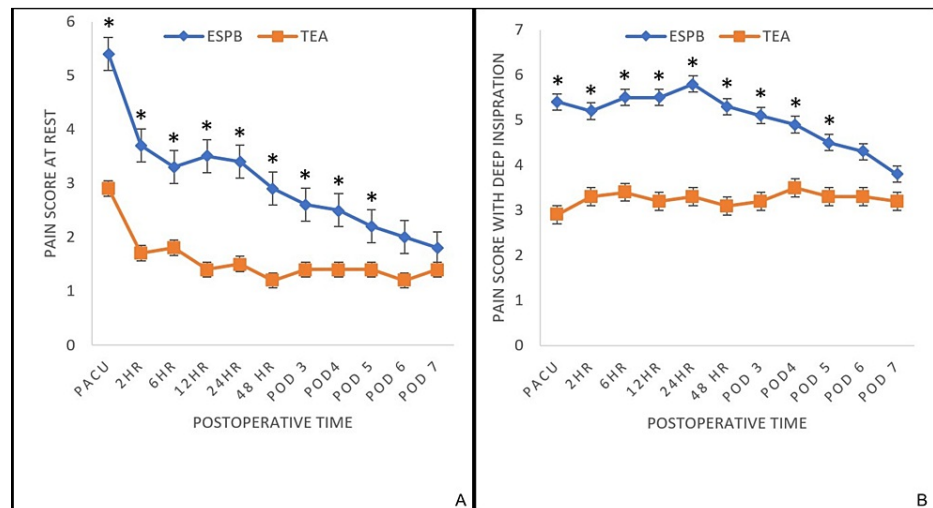 ESPB TEA
PAIN SCORE AT REST
6
5
4
3
2
1
0
* * * * * * * * *
PACU 2HR 6HR 12HR 24HR 48 HR POD 3 POD4 POD 5 POD 6 POD 7
POSTOPERATIVE TIME
A
ESPB TEA
PAIN SCORE WITH DEEP INSIPRATION
7
6
5
4
3
2
1
0
* * * * * * * * *
PACU 2HR 6HR 12HR 24HR 48 HR POD 3 POD4 POD 5 POD 6 POD 7
POSTOPERATIVE TIME
B